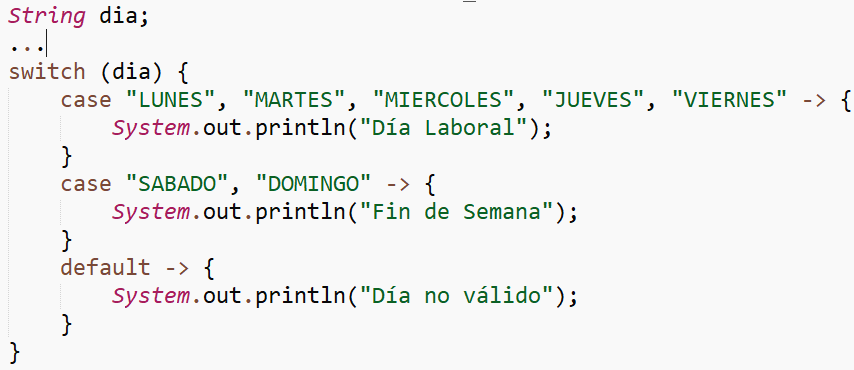 String dia;
...
switch (dia) {
    case "LUNES", "MARTES", "MIERCOLES", "JUEVES", "VIERNES" -> {
        System.out.println("Día Laboral");
    }
    case "SABADO", "DOMINGO" -> {
        System.out.println("Fin de Semana");
    }
    default -> {
        System.out.println("Día no válido");
    }
}